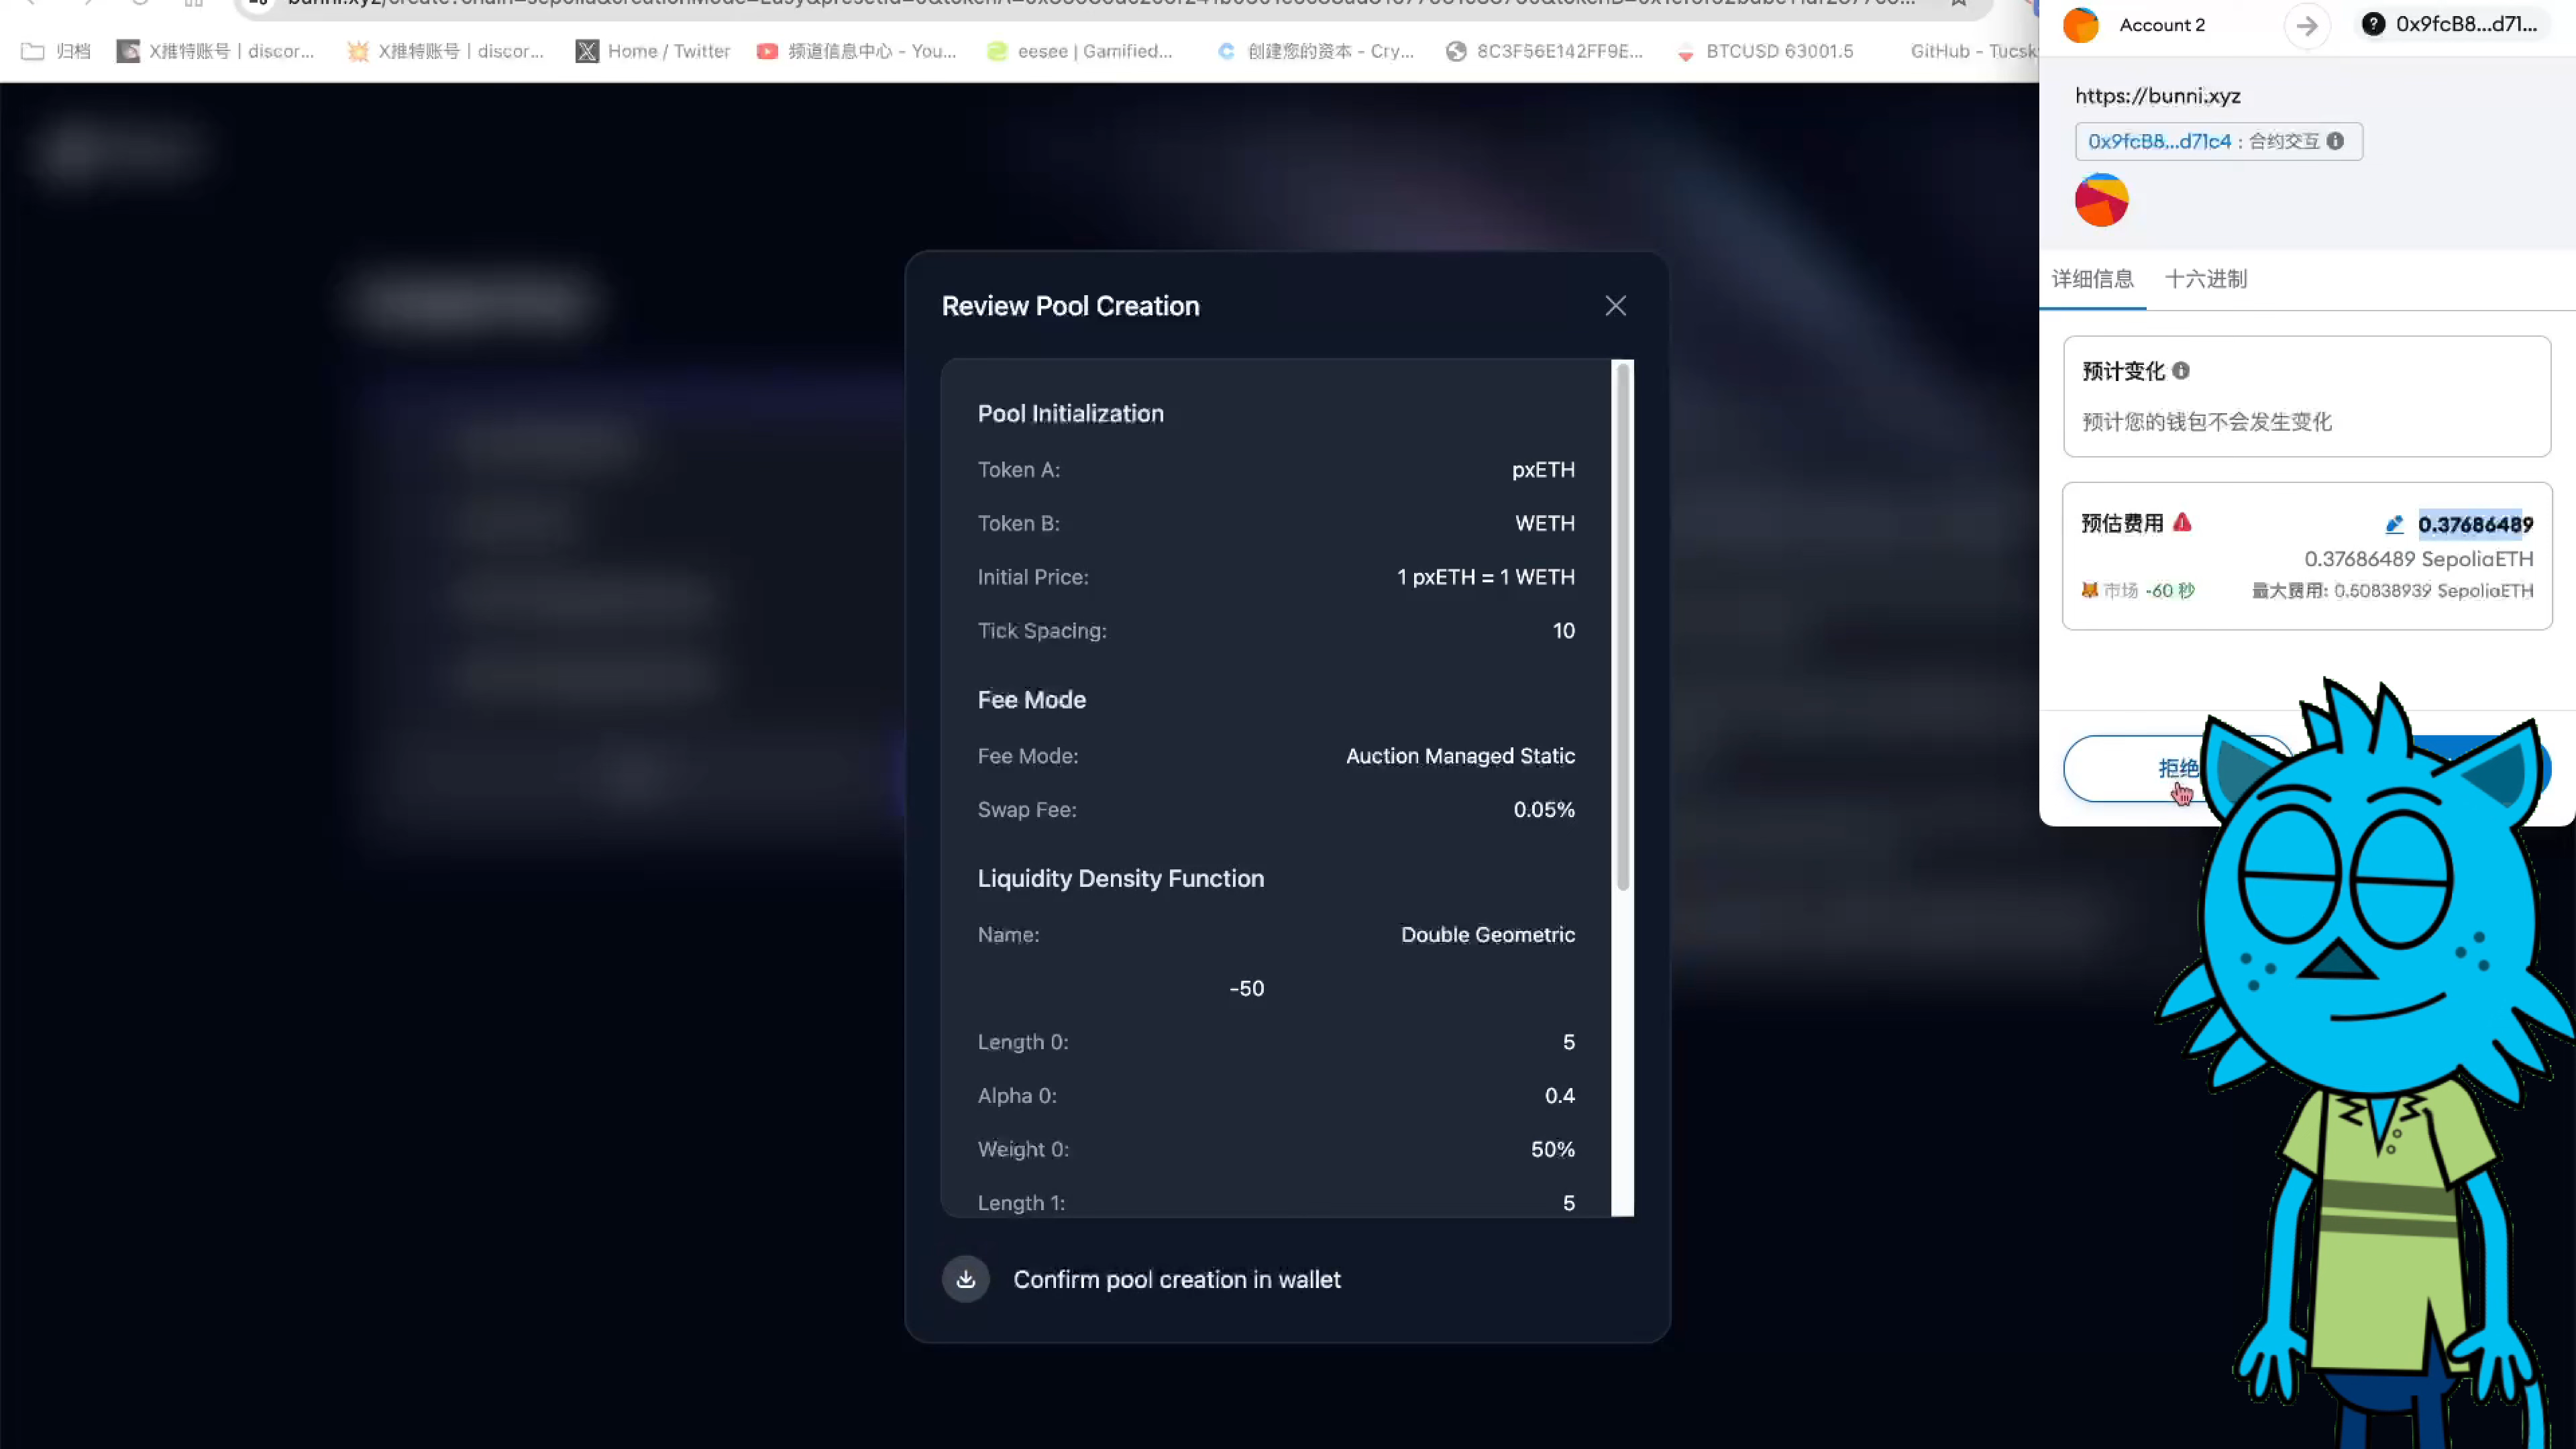 归档
X推特账号 | discor...
X推特账号 | discor...
Home / Twitter
频道信息中心 - You...
eesee | Gamified...
创建您的资本 - Cry...
8C3F56E142FF9E...
BTCUSD 63001.5
GitHub - Tucsk
Review Pool Creation
Pool Initialization
Token A: pxETH
Token B: WETH
Initial Price: 1 pxETH = 1 WETH
Tick Spacing: 10
Fee Mode
Fee Mode: Auction Managed Static
Swap Fee: 0.05%
Liquidity Density Function
Name: Double Geometric
-50
Length 0: 5
Alpha 0: 0.4
Weight 0: 50%
Length 1: 5
Confirm pool creation in wallet
Account 2
0x9fcB8...d71...
https://bunni.xyz
0x9fcB8...d71c4 : 合约交互
详细信息 十六进制
预计变化
预计您的钱包不会发生变化
预估费用 0.37686489
0.37686489 SepoliaETH
市场 -60 秒 最大费用: 0.50838939 SepoliaETH
拒绝